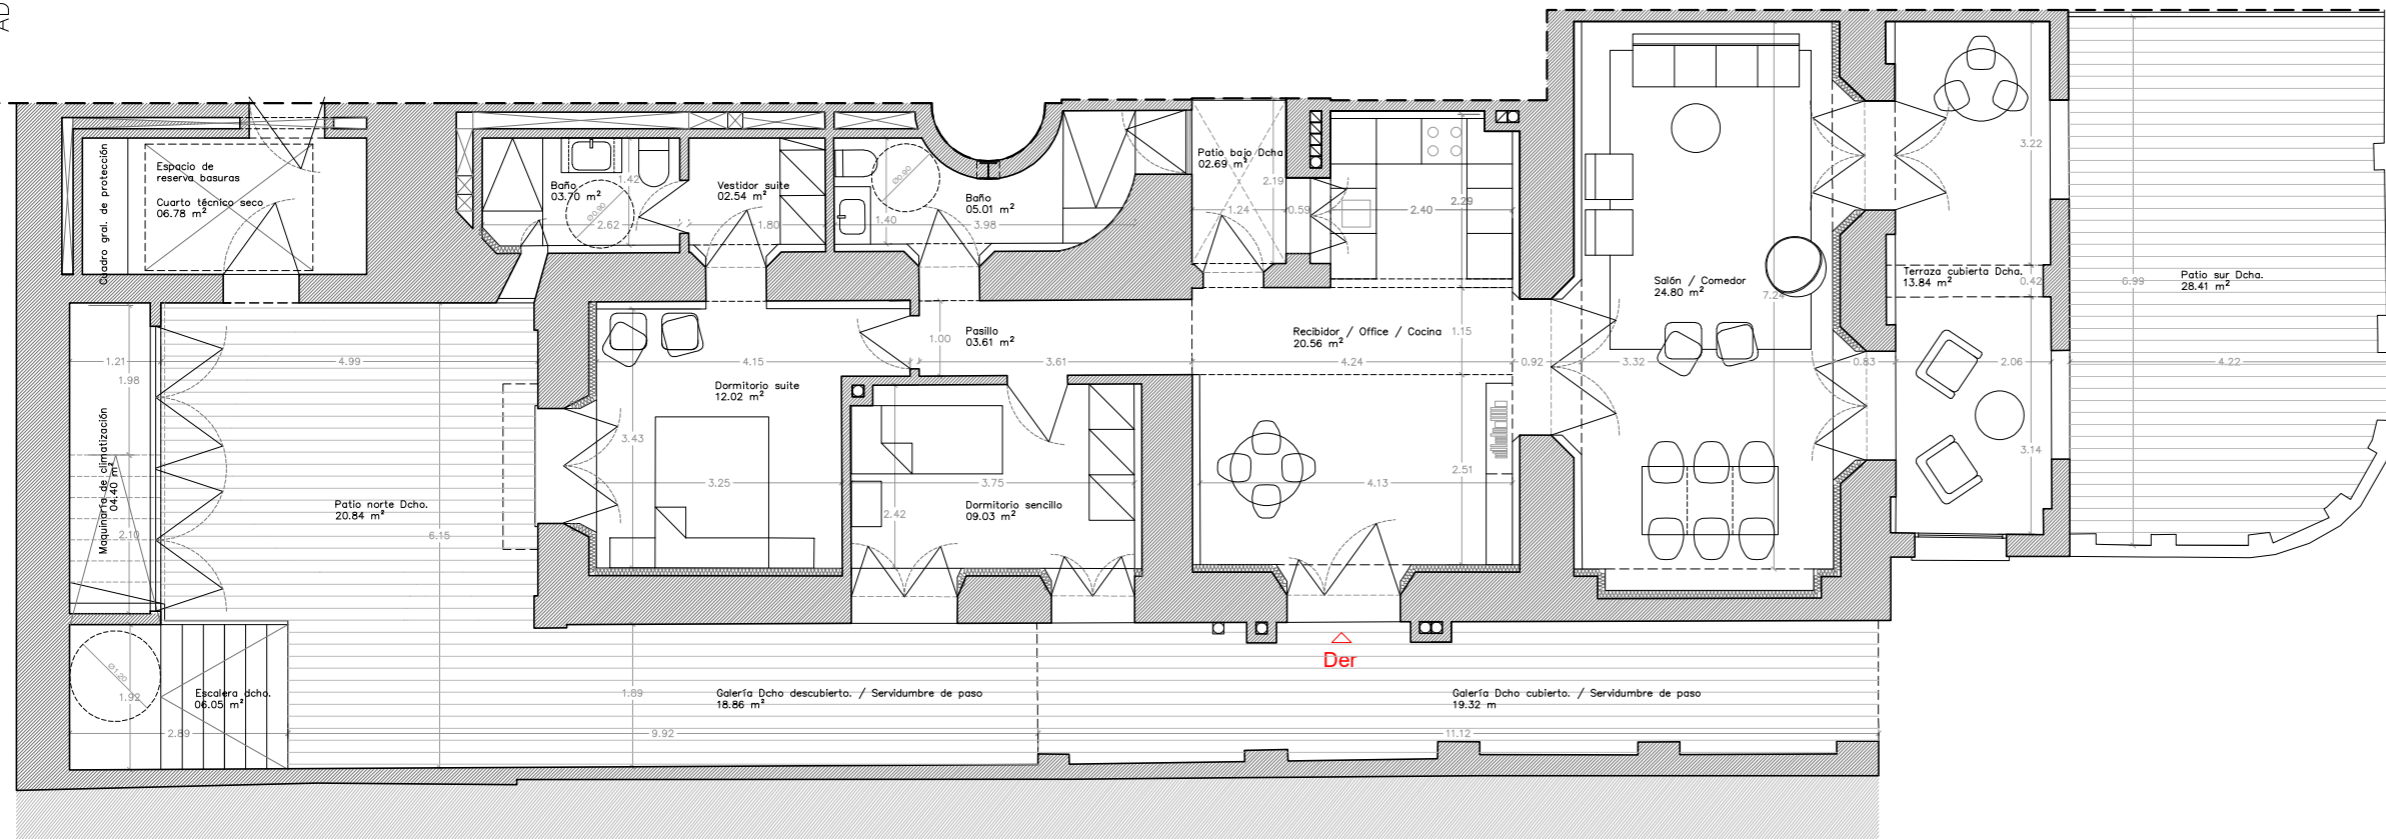 AD
Cuadro gral. de protección
Espacio de
reserva basuras
Cuarto técnico seco
06.78 m²
Baño
03.70 m²
1.42
Ø0.90
2.62
Vestidor suite
02.54 m²
1.80
Ø0.90
1.40
Baño
05.01 m²
3.98
Patio bajo Dcha
02.69 m²
2.19
1.24
0.59
2.40
2.29
Salón / Comedor
24.80 m²
7.24
3.22
Terraza cubierta Dcha.
13.84 m²
0.42
6.99
Patio sur Dcha.
28.41 m²
1.21
1.98
4.99
4.15
1.00
Pasillo
03.61 m²
3.61
Recibidor / Office / Cocina
20.56 m²
1.15
4.24
0.92
3.32
0.83
2.06
4.22
Dormitorio suite
12.02 m²
3.43
3.25
Maquinaria de climatización
04.40 m²
2.10
Patio norte Dcho.
20.84 m²
6.15
3.75
2.42
Dormitorio sencillo
09.03 m²
4.13
2.51
3.14
Der
Ø1.20
1.92
Escalera dcho.
06.05 m²
2.89
1.89
Galería Dcho descubierto. / Servidumbre de paso
18.86 m²
9.92
Galería Dcho cubierto. / Servidumbre de paso
19.32 m
11.12